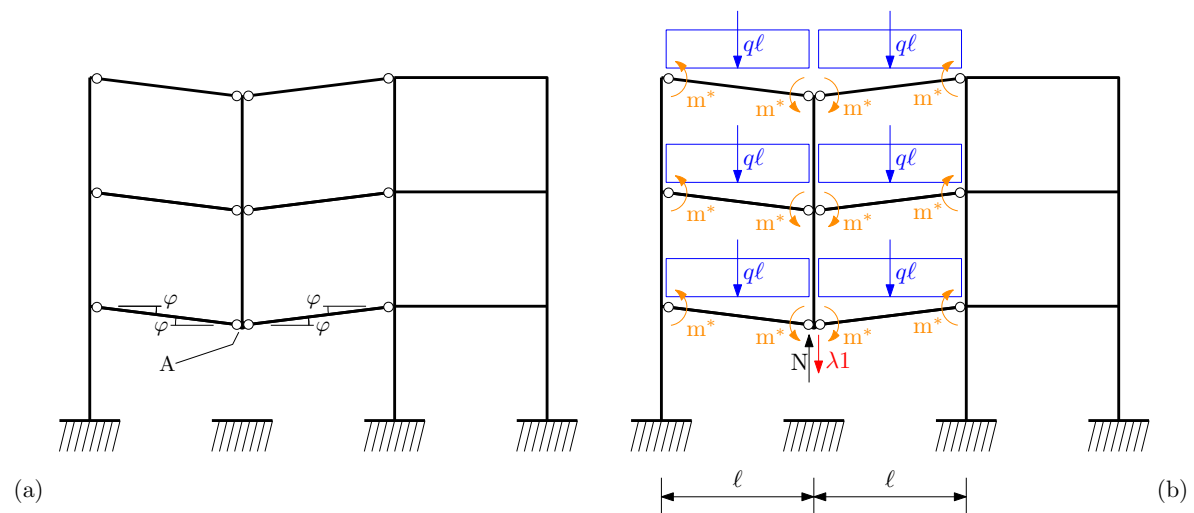 qℓ qℓ
m* m* m* m*
qℓ qℓ
m* m* m* m*
φ φ
φ φ
A
qℓ qℓ
m* m* m* m*
N λ1
ℓ ℓ
(a) (b)